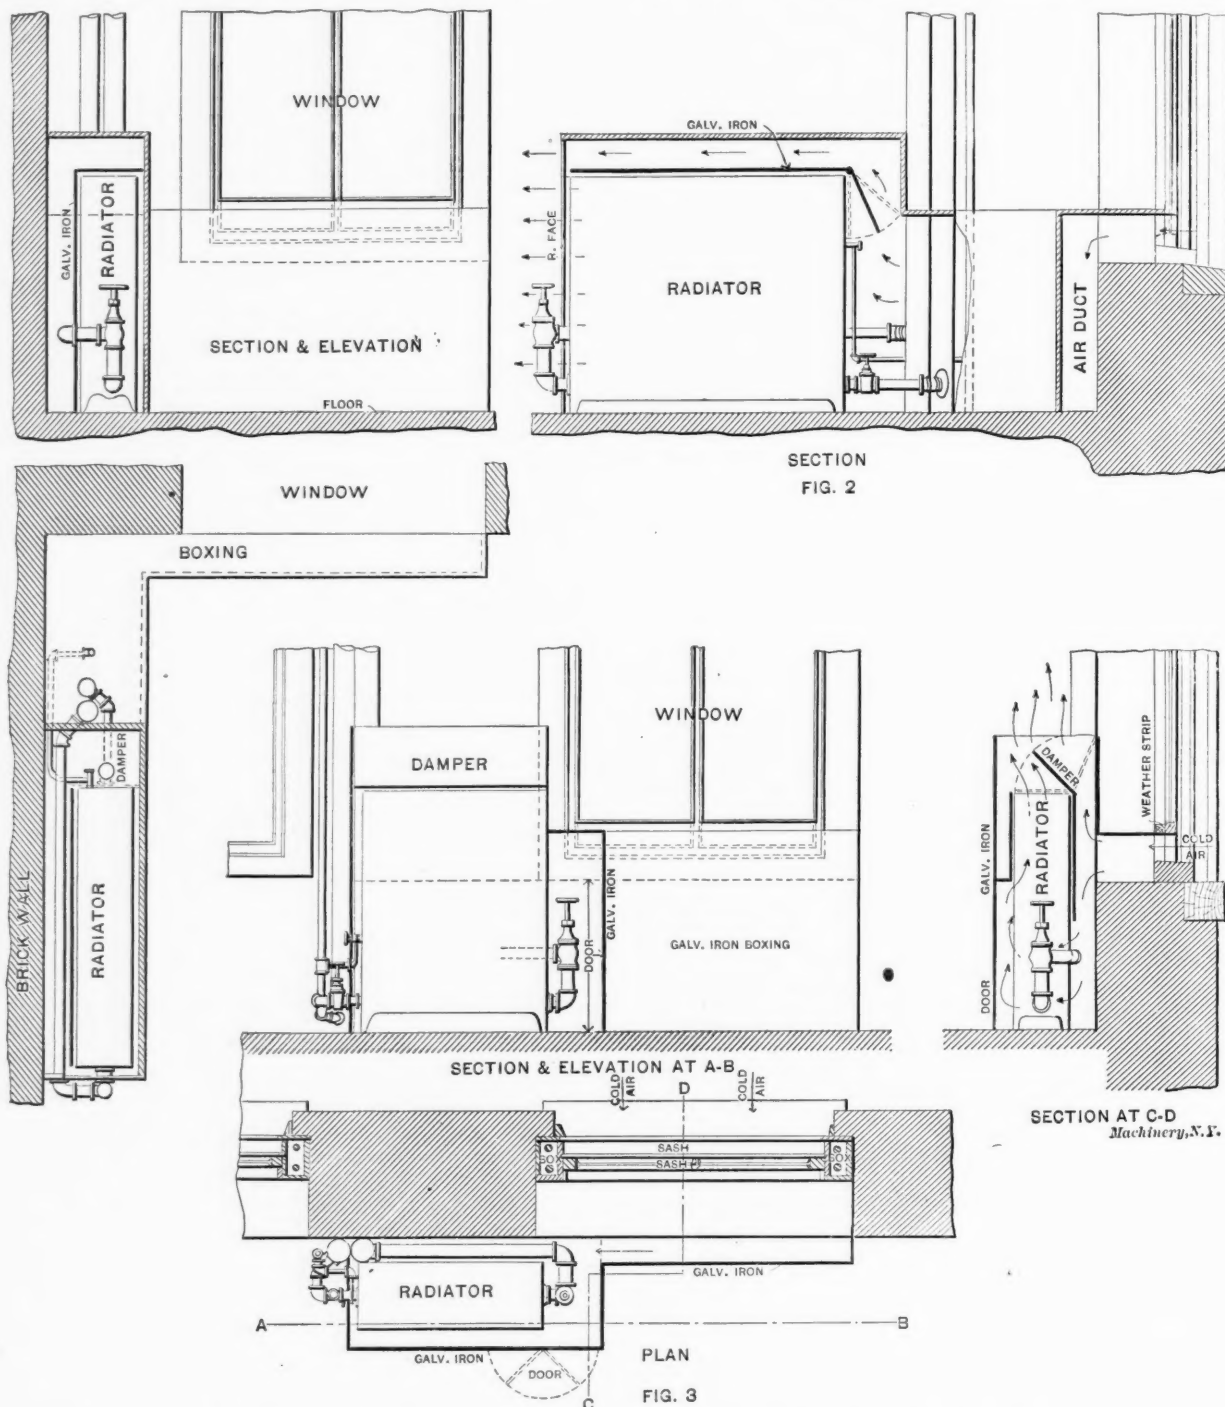 WINDOW
GALV. IRON
RADIATOR
SECTION & ELEVATION
FLOOR
GALV. IRON
R. FACE
RADIATOR
AIR DUCT
SECTION
FIG. 2
WINDOW
BOXING
DAMPER
RADIATOR
BRICK WALL
WINDOW
DAMPER
GALV. IRON
DOOR
GALV. IRON BOXING
SECTION & ELEVATION AT A-B
DAMPER
WEATHER STRIP
COLD
AIR
GALV. IRON
RADIATOR
DOOR
SECTION AT C-D
Machinery, N.Y.
COLD
AIR
D
COLD
AIR
SASH
BOX
SASH
BOX
GALV. IRON
RADIATOR
A
B
GALV. IRON
DOOR
C
PLAN
FIG. 3